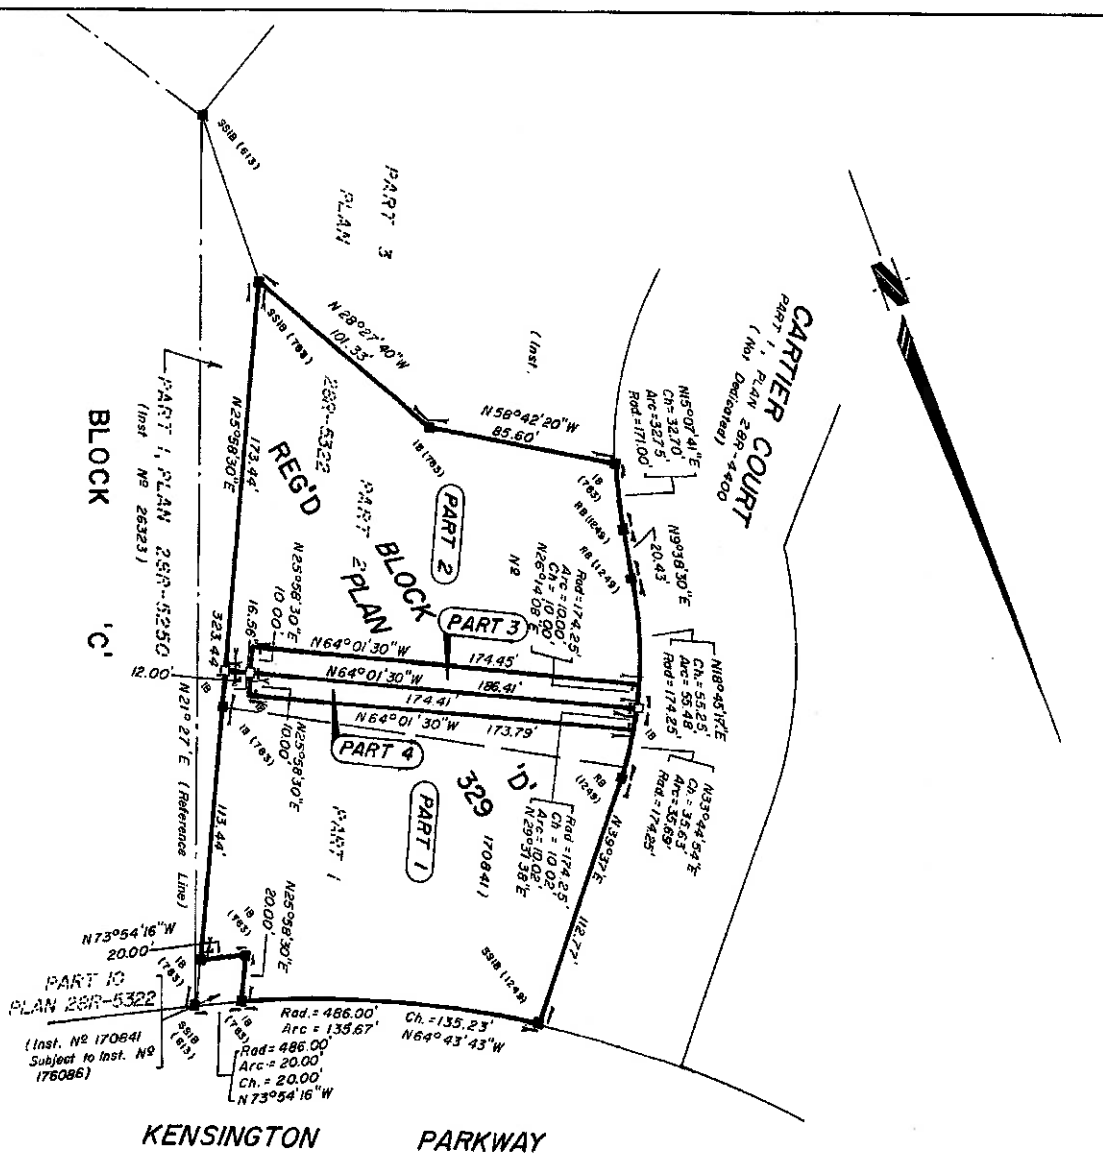 SSIB (613)
PART 3
PLAN
(Inst.
CARTIER COURT
PART 1, PLAN 28R-4400
(Not Dedicated)
N
N15°07'41"E
Ch=32.70'
Arc=32.75'
Rad.=171.00'
N 28°27'40"W
101.33'
SSIB (783)
N 58°42'20"W
85.60'
IB (783)
IB
(783)
RB (1249)
RB (1249)
N9°38'30"E
20.43'
PART 1, PLAN 28R-5250
(Inst Nº 26323)
BLOCK 'C'
N25°58'30"E
173.44'
28R-5322
REG'D
PART 2
BLOCK
PLAN
PART 2
Nº
N25°58'30"E
10.00'
Rad=174.25'
Arc=10.00'
Ch= 10.00'
N26°14'08"E
PART 3
N18°45'17"E
Ch.=55.25'
Arc=55.48'
Rad=174.25'
16.56'
N64°01'30"W
174.45'
N64°01'30"W
186.41'
174.41'
N64°01'30"W
173.79'
323.44'
12.00'
IB
IB (783)
IB
N25°58'30"E
10.00'
PART 4
N21°27'E (Reference Line)
113.44'
PART 1
PART 1
329
'D'
170841)
RB
(1249)
N33°44'54"E
Ch.=35.63'
Arc=35.69'
Rad.=174.25'
Rad=174.25'
Ch = 10.02'
Arc=10.02'
N29°31'38"E
N39°37'E
112.77'
SSIB (1249)
IB
(783)
N25°58'30"E
20.00'
N73°54'16"W
20.00'
IB
(783)
PART 10
PLAN 28R-5322
(Inst. Nº 170841
Subject to Inst. Nº
176086)
SSIB
(613)
IB
(783)
Rad.= 486.00'
Arc = 135.67'
Ch. =135.23'
N64°43'43"W
Rad= 486.00'
Arc = 20.00'
Ch.= 20.00'
N73°54'16"W
KENSINGTON PARKWAY